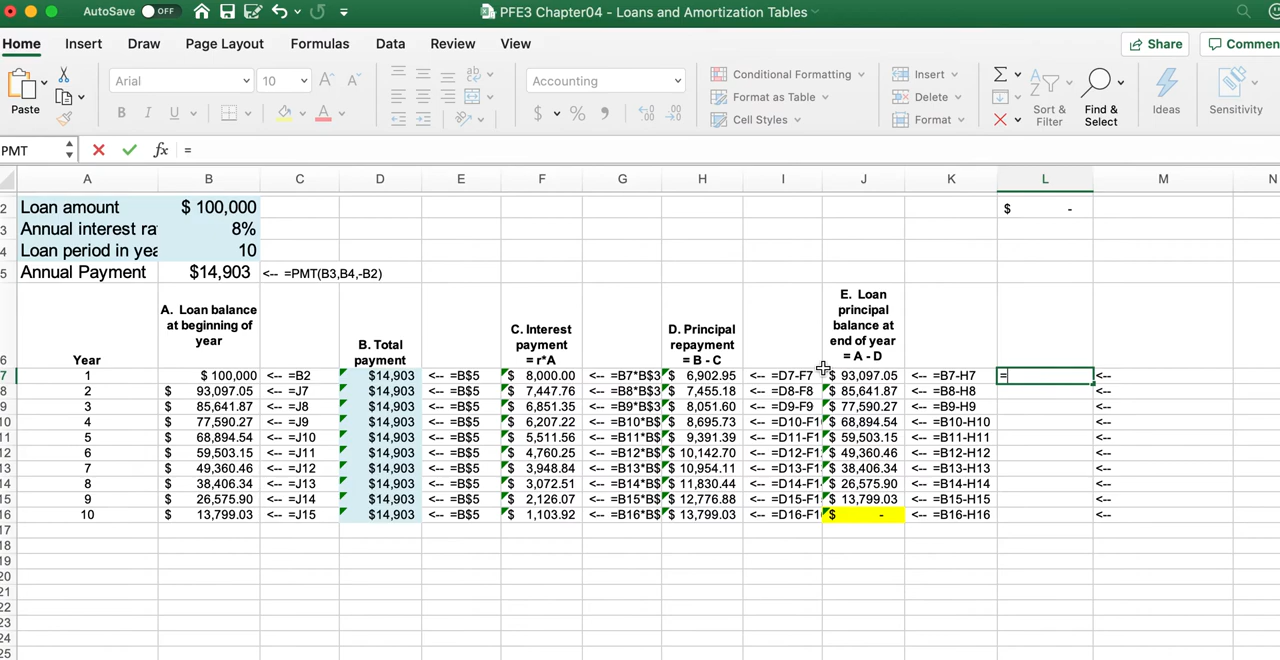 AutoSave OFF PFE3 Chapter04 - Loans and Amortization Tables
Home Insert Draw Page Layout Formulas Data Review View Share Commen
Paste Arial 10 Accounting Conditional Formatting Format as Table Cell Styles Insert Delete Format Sort & Filter Find & Select Ideas Sensitivity
B I U A $ % ,
PMT fx =
A B C D E F G H I J K L M N
2 Loan amount $ 100,000 $ -
3 Annual interest ra 8%
4 Loan period in yea 10
5 Annual Payment $14,903 <-- =PMT(B3,B4,-B2)
6 Year A. Loan balance at beginning of year B. Total payment C. Interest payment = r*A D. Principal repayment = B - C E. Loan principal balance at end of year = A - D
7 1 $ 100,000 <-- =B2 $14,903 <-- =B$5 $ 8,000.00 <-- =B7*B$3 $ 6,902.95 <-- =D7-F7 $ 93,097.05 <-- =B7-H7 = <--
8 2 $ 93,097.05 <-- =J7 $14,903 <-- =B$5 $ 7,447.76 <-- =B8*B$3 $ 7,455.18 <-- =D8-F8 $ 85,641.87 <-- =B8-H8 <--
9 3 $ 85,641.87 <-- =J8 $14,903 <-- =B$5 $ 6,851.35 <-- =B9*B$3 $ 8,051.60 <-- =D9-F9 $ 77,590.27 <-- =B9-H9 <--
10 4 $ 77,590.27 <-- =J9 $14,903 <-- =B$5 $ 6,207.22 <-- =B10*B$ $ 8,695.73 <-- =D10-F1 $ 68,894.54 <-- =B10-H10 <--
11 5 $ 68,894.54 <-- =J10 $14,903 <-- =B$5 $ 5,511.56 <-- =B11*B$ $ 9,391.39 <-- =D11-F1 $ 59,503.15 <-- =B11-H11 <--
12 6 $ 59,503.15 <-- =J11 $14,903 <-- =B$5 $ 4,760.25 <-- =B12*B$ $ 10,142.70 <-- =D12-F1 $ 49,360.46 <-- =B12-H12 <--
13 7 $ 49,360.46 <-- =J12 $14,903 <-- =B$5 $ 3,948.84 <-- =B13*B$ $ 10,954.11 <-- =D13-F1 $ 38,406.34 <-- =B13-H13 <--
14 8 $ 38,406.34 <-- =J13 $14,903 <-- =B$5 $ 3,072.51 <-- =B14*B$ $ 11,830.44 <-- =D14-F1 $ 26,575.90 <-- =B14-H14 <--
15 9 $ 26,575.90 <-- =J14 $14,903 <-- =B$5 $ 2,126.07 <-- =B15*B$ $ 12,776.88 <-- =D15-F1 $ 13,799.03 <-- =B15-H15 <--
16 10 $ 13,799.03 <-- =J15 $14,903 <-- =B$5 $ 1,103.92 <-- =B16*B$ $ 13,799.03 <-- =D16-F1 $ - <-- =B16-H16 <--
17
18
19
20
21
22
23
24
25